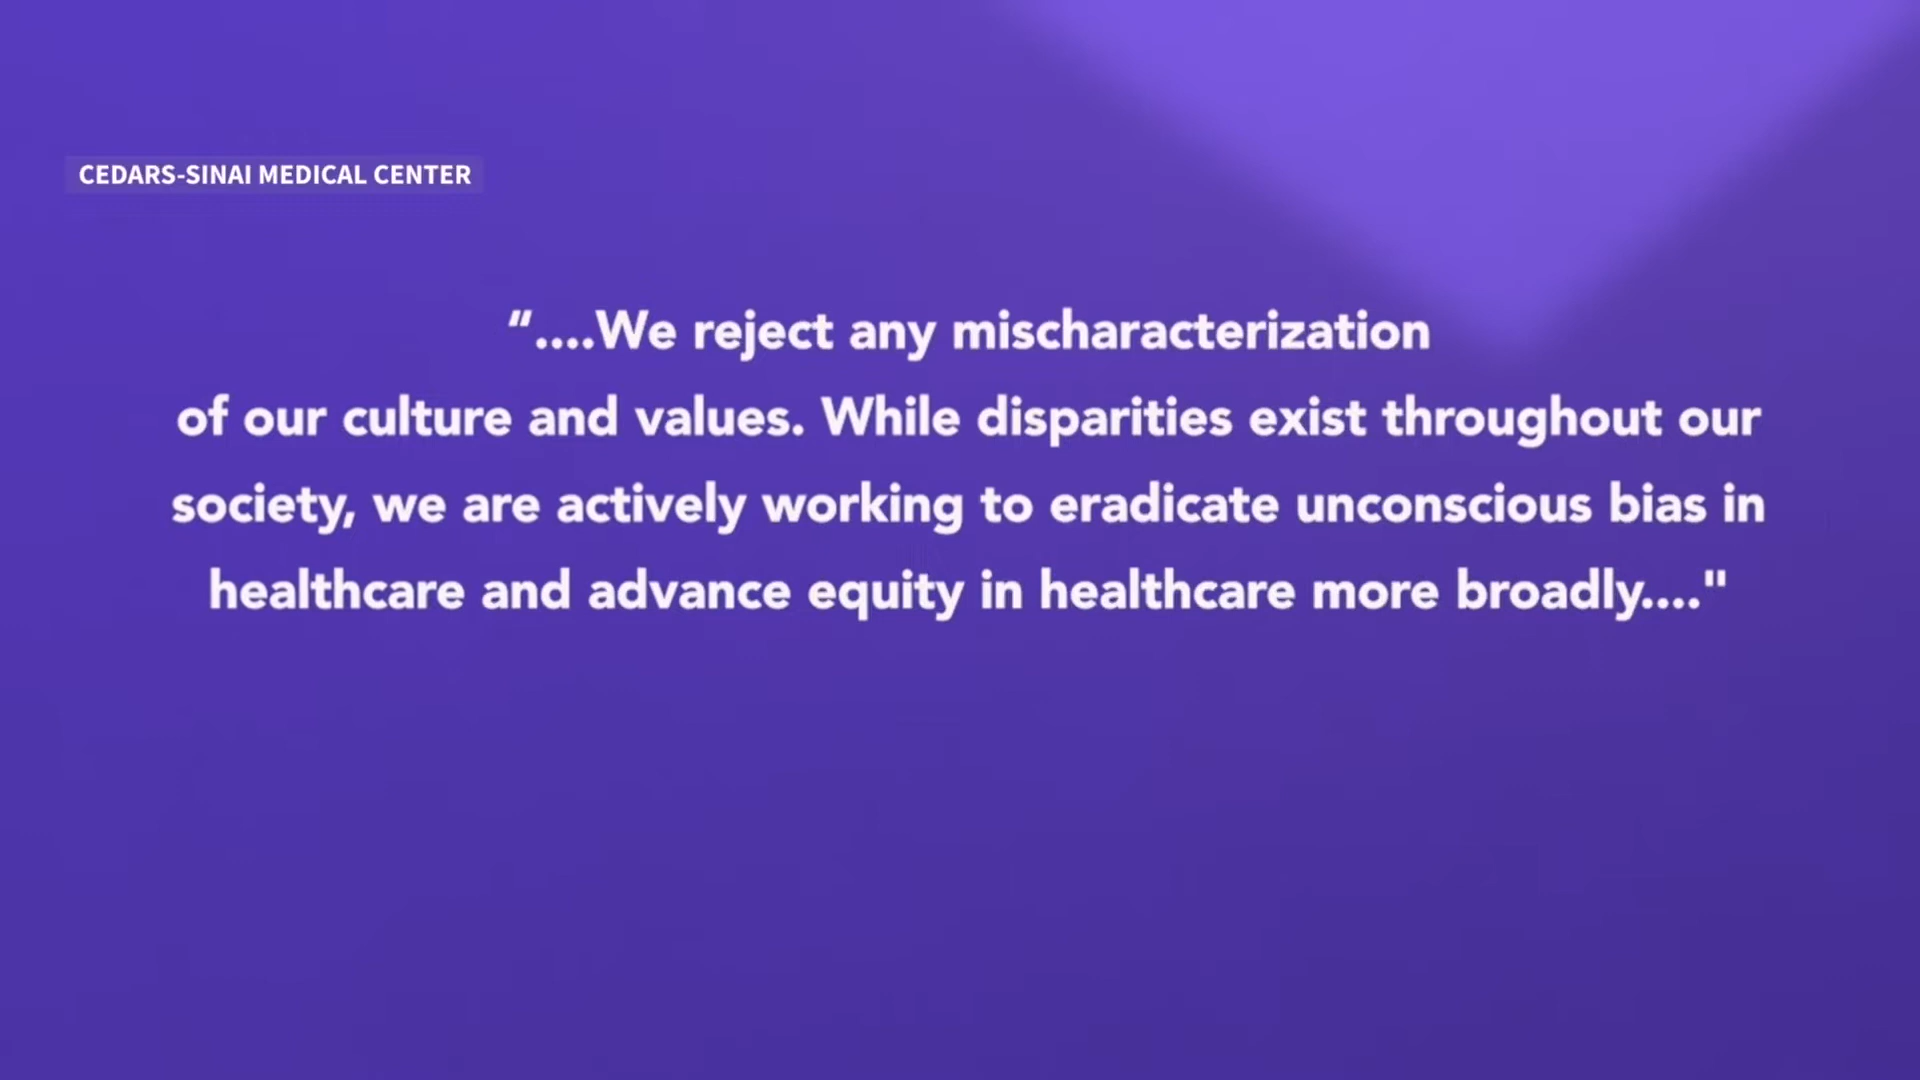 CEDARS-SINAI MEDICAL CENTER
“....We reject any mischaracterization
of our culture and values. While disparities exist throughout our
society, we are actively working to eradicate unconscious bias in
healthcare and advance equity in healthcare more broadly...."